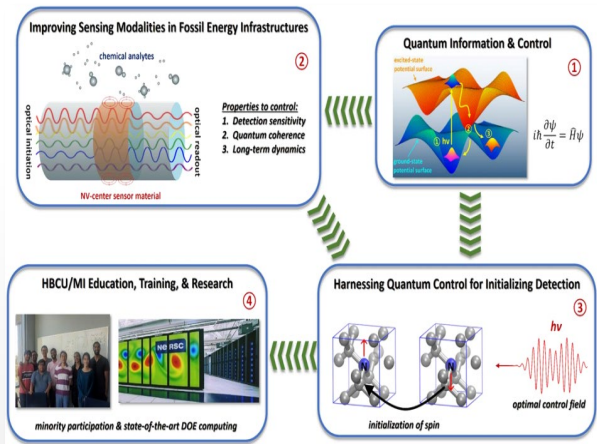 Improving Sensing Modalities in Fossil Energy Infrastructures
②
chemical analytes
optical initiation
optical readout
Properties to control:
1. Detection sensitivity
2. Quantum coherence
3. Long-term dynamics
NV-center sensor material
Quantum Information & Control
①
excited-state
potential surface
① hν
②
③
ground-state
potential surface
iℏ ∂ψ/∂t = Ĥψ
HBCU/MI Education, Training, & Research
④
NERSC
minority participation & state-of-the-art DOE computing
Harnessing Quantum Control for Initializing Detection
③
N
N
hν
optimal control field
initialization of spin